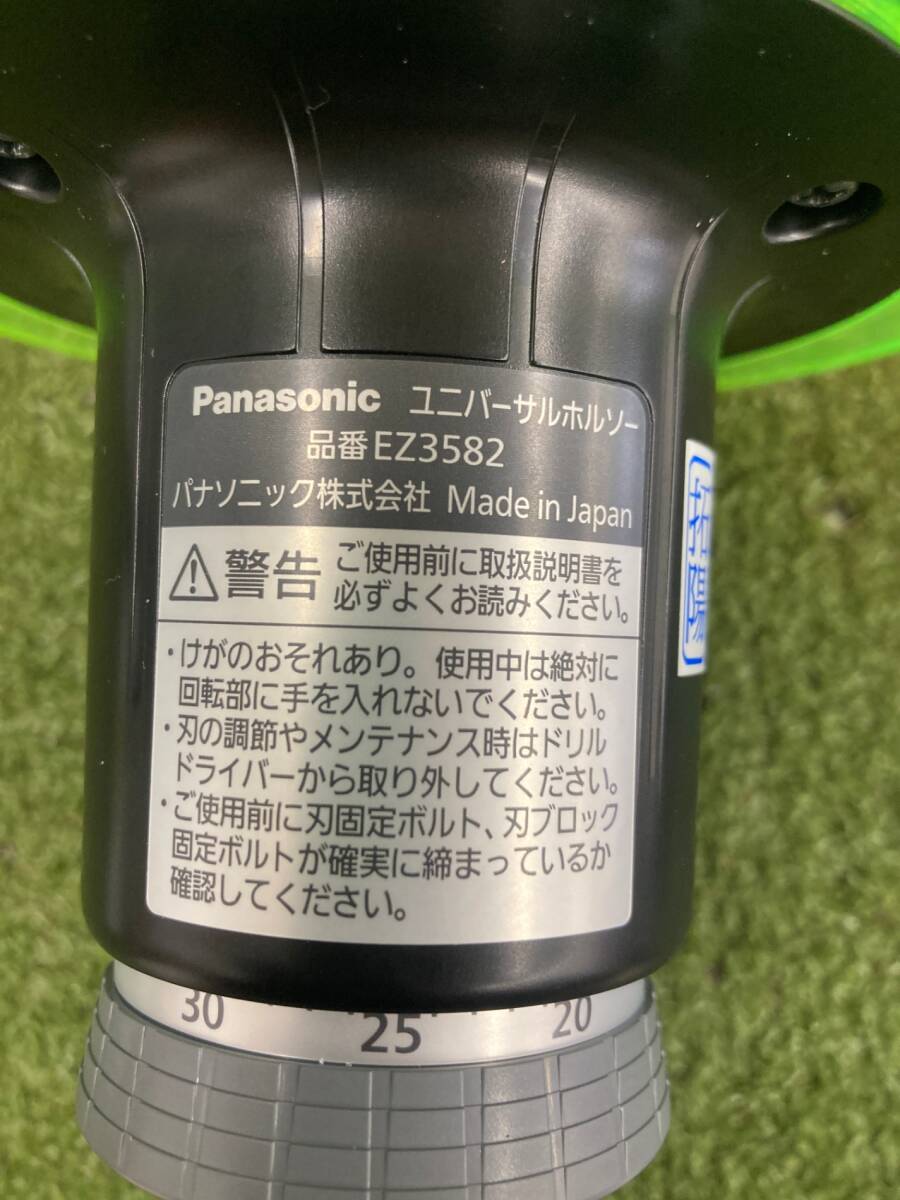 Panasonic ユニバーサルホルソー
品番EZ3582
パナソニック株式会社 Made in Japan
警告 ご使用前に取扱説明書を
必ずよくお読みください。
・けがのおそれあり。使用中は絶対に
回転部に手を入れないでください。
・刃の調節やメンテナンス時はドリル
ドライバーから取り外してください。
・ご使用前に刃固定ボルト、刃ブロック
固定ボルトが確実に締まっているか
確認してください。
30 25 20
拓陽